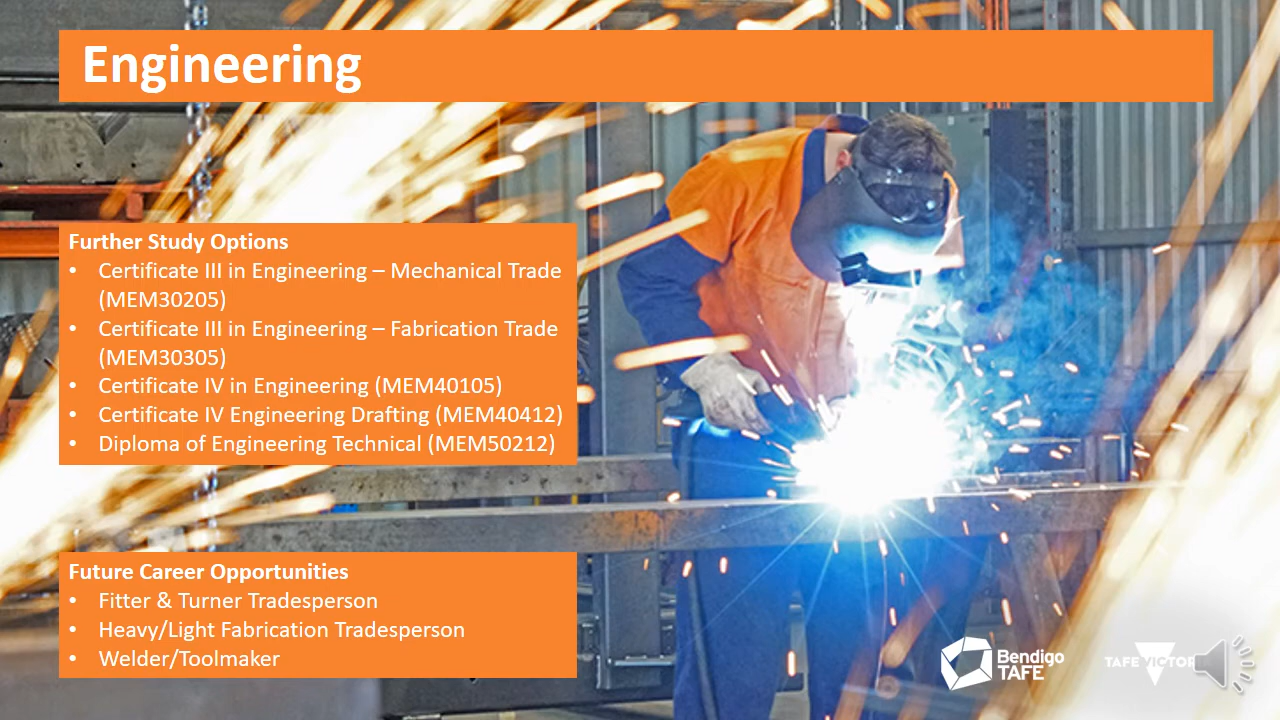 Engineering
Further Study Options
• Certificate III in Engineering – Mechanical Trade
(MEM30205)
• Certificate III in Engineering – Fabrication Trade
(MEM30305)
• Certificate IV in Engineering (MEM40105)
• Certificate IV Engineering Drafting (MEM40412)
• Diploma of Engineering Technical (MEM50212)
Future Career Opportunities
• Fitter & Turner Tradesperson
• Heavy/Light Fabrication Tradesperson
• Welder/Toolmaker
Bendigo
TAFE
TAFE